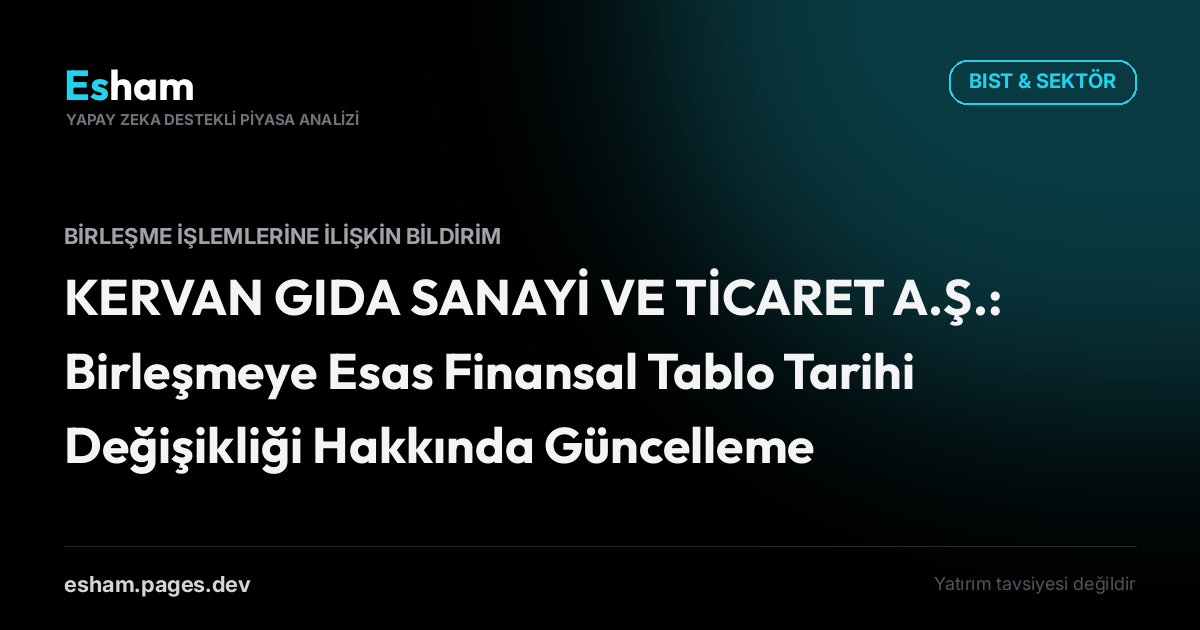 Esham
BIST & SEKTÖR
YAPAY ZEKA DESTEKLİ PİYASA ANALİZİ
BİRLEŞME İŞLEMLERİNE İLİŞKİN BİLDİRİM
KERVAN GIDA SANAYİ VE TİCARET A.Ş.:
Birleşmeye Esas Finansal Tablo Tarihi
Değişikliği Hakkında Güncelleme
esham.pages.dev
Yatırım tavsiyesi değildir